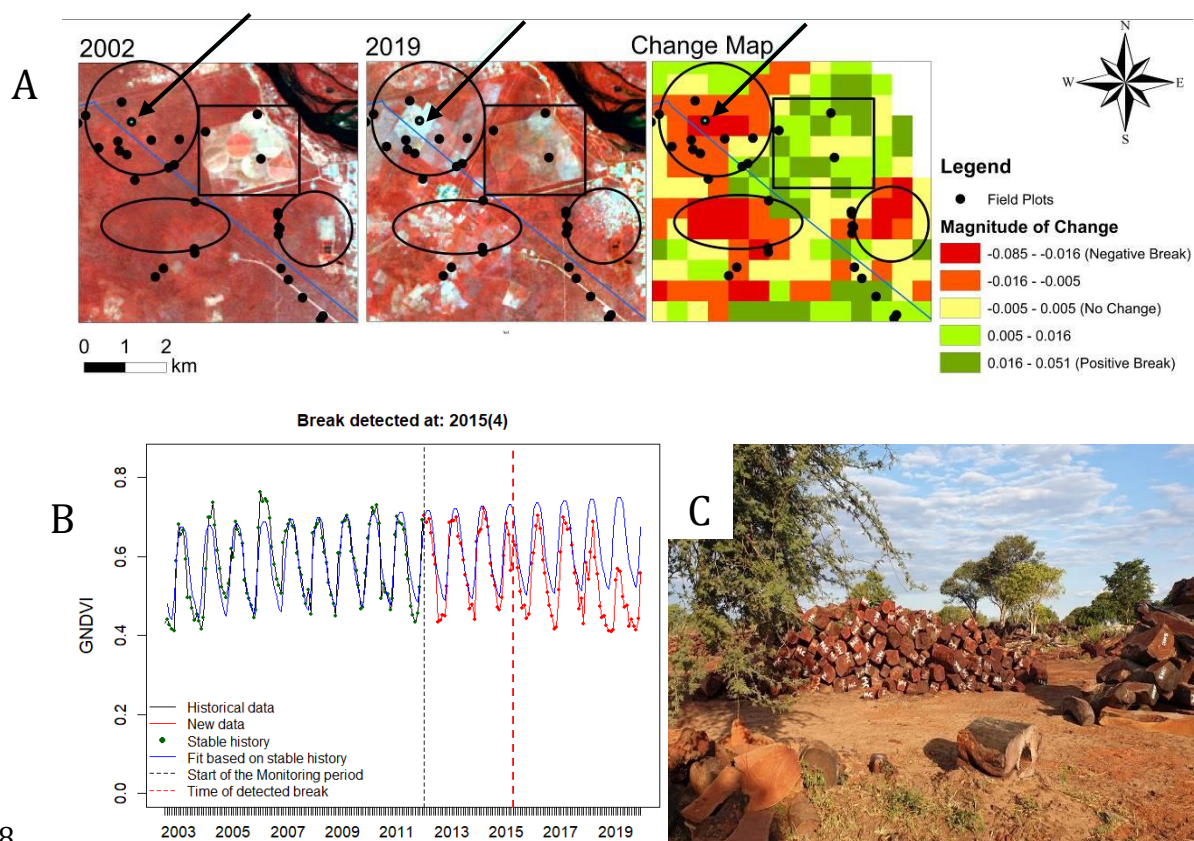 A
2002
2019
Change Map
N
W
E
S
Legend
Field Plots
Magnitude of Change
-0.085 - -0.016 (Negative Break)
-0.016 - -0.005
-0.005 - 0.005 (No Change)
0.005 - 0.016
0.016 - 0.051 (Positive Break)
0 1 2
km
Break detected at: 2015(4)
B
GNDVI
0.8
0.6
0.4
0.2
0.0
Historical data
New data
Stable history
Fit based on stable history
Start of the Monitoring period
Time of detected break
2003 2005 2007 2009 2011 2013 2015 2017 2019
C
8